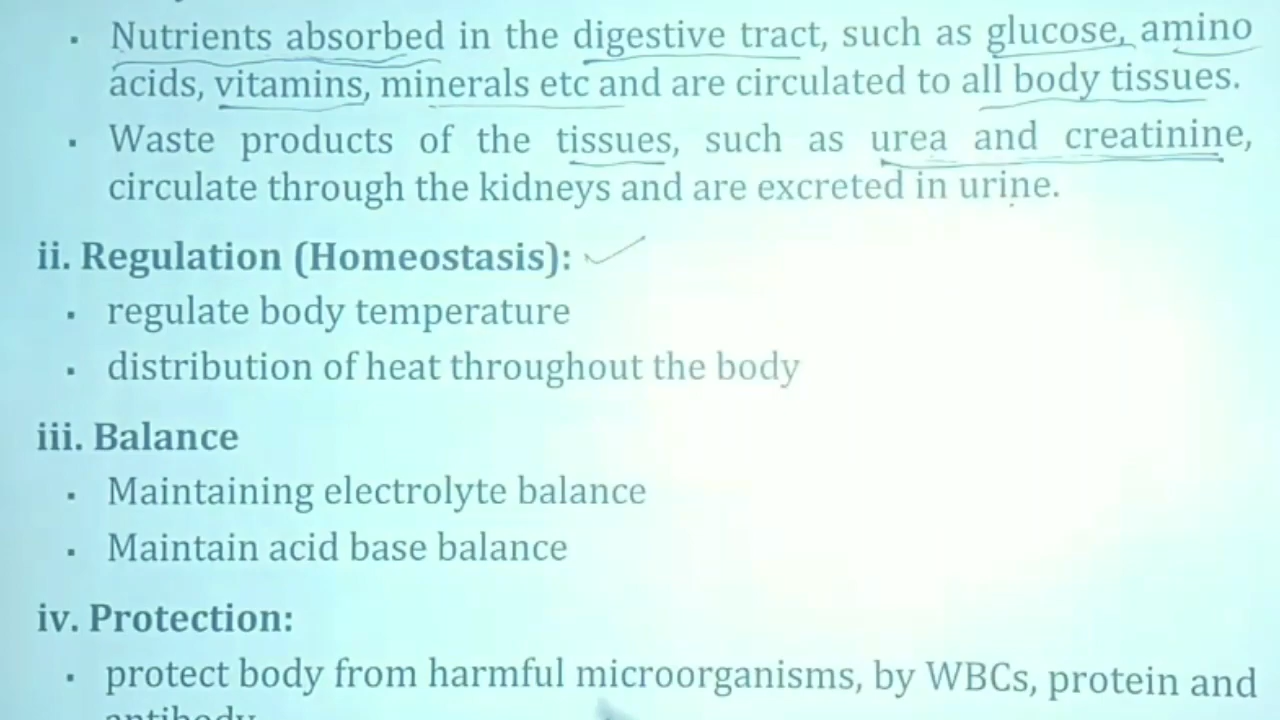 ▪ Nutrients absorbed in the digestive tract, such as glucose, amino
acids, vitamins, minerals etc and are circulated to all body tissues.
▪ Waste products of the tissues, such as urea and creatinine,
circulate through the kidneys and are excreted in urine.
ii. Regulation (Homeostasis):
▪ regulate body temperature
▪ distribution of heat throughout the body
iii. Balance
▪ Maintaining electrolyte balance
▪ Maintain acid base balance
iv. Protection:
▪ protect body from harmful microorganisms, by WBCs, protein and
antibody